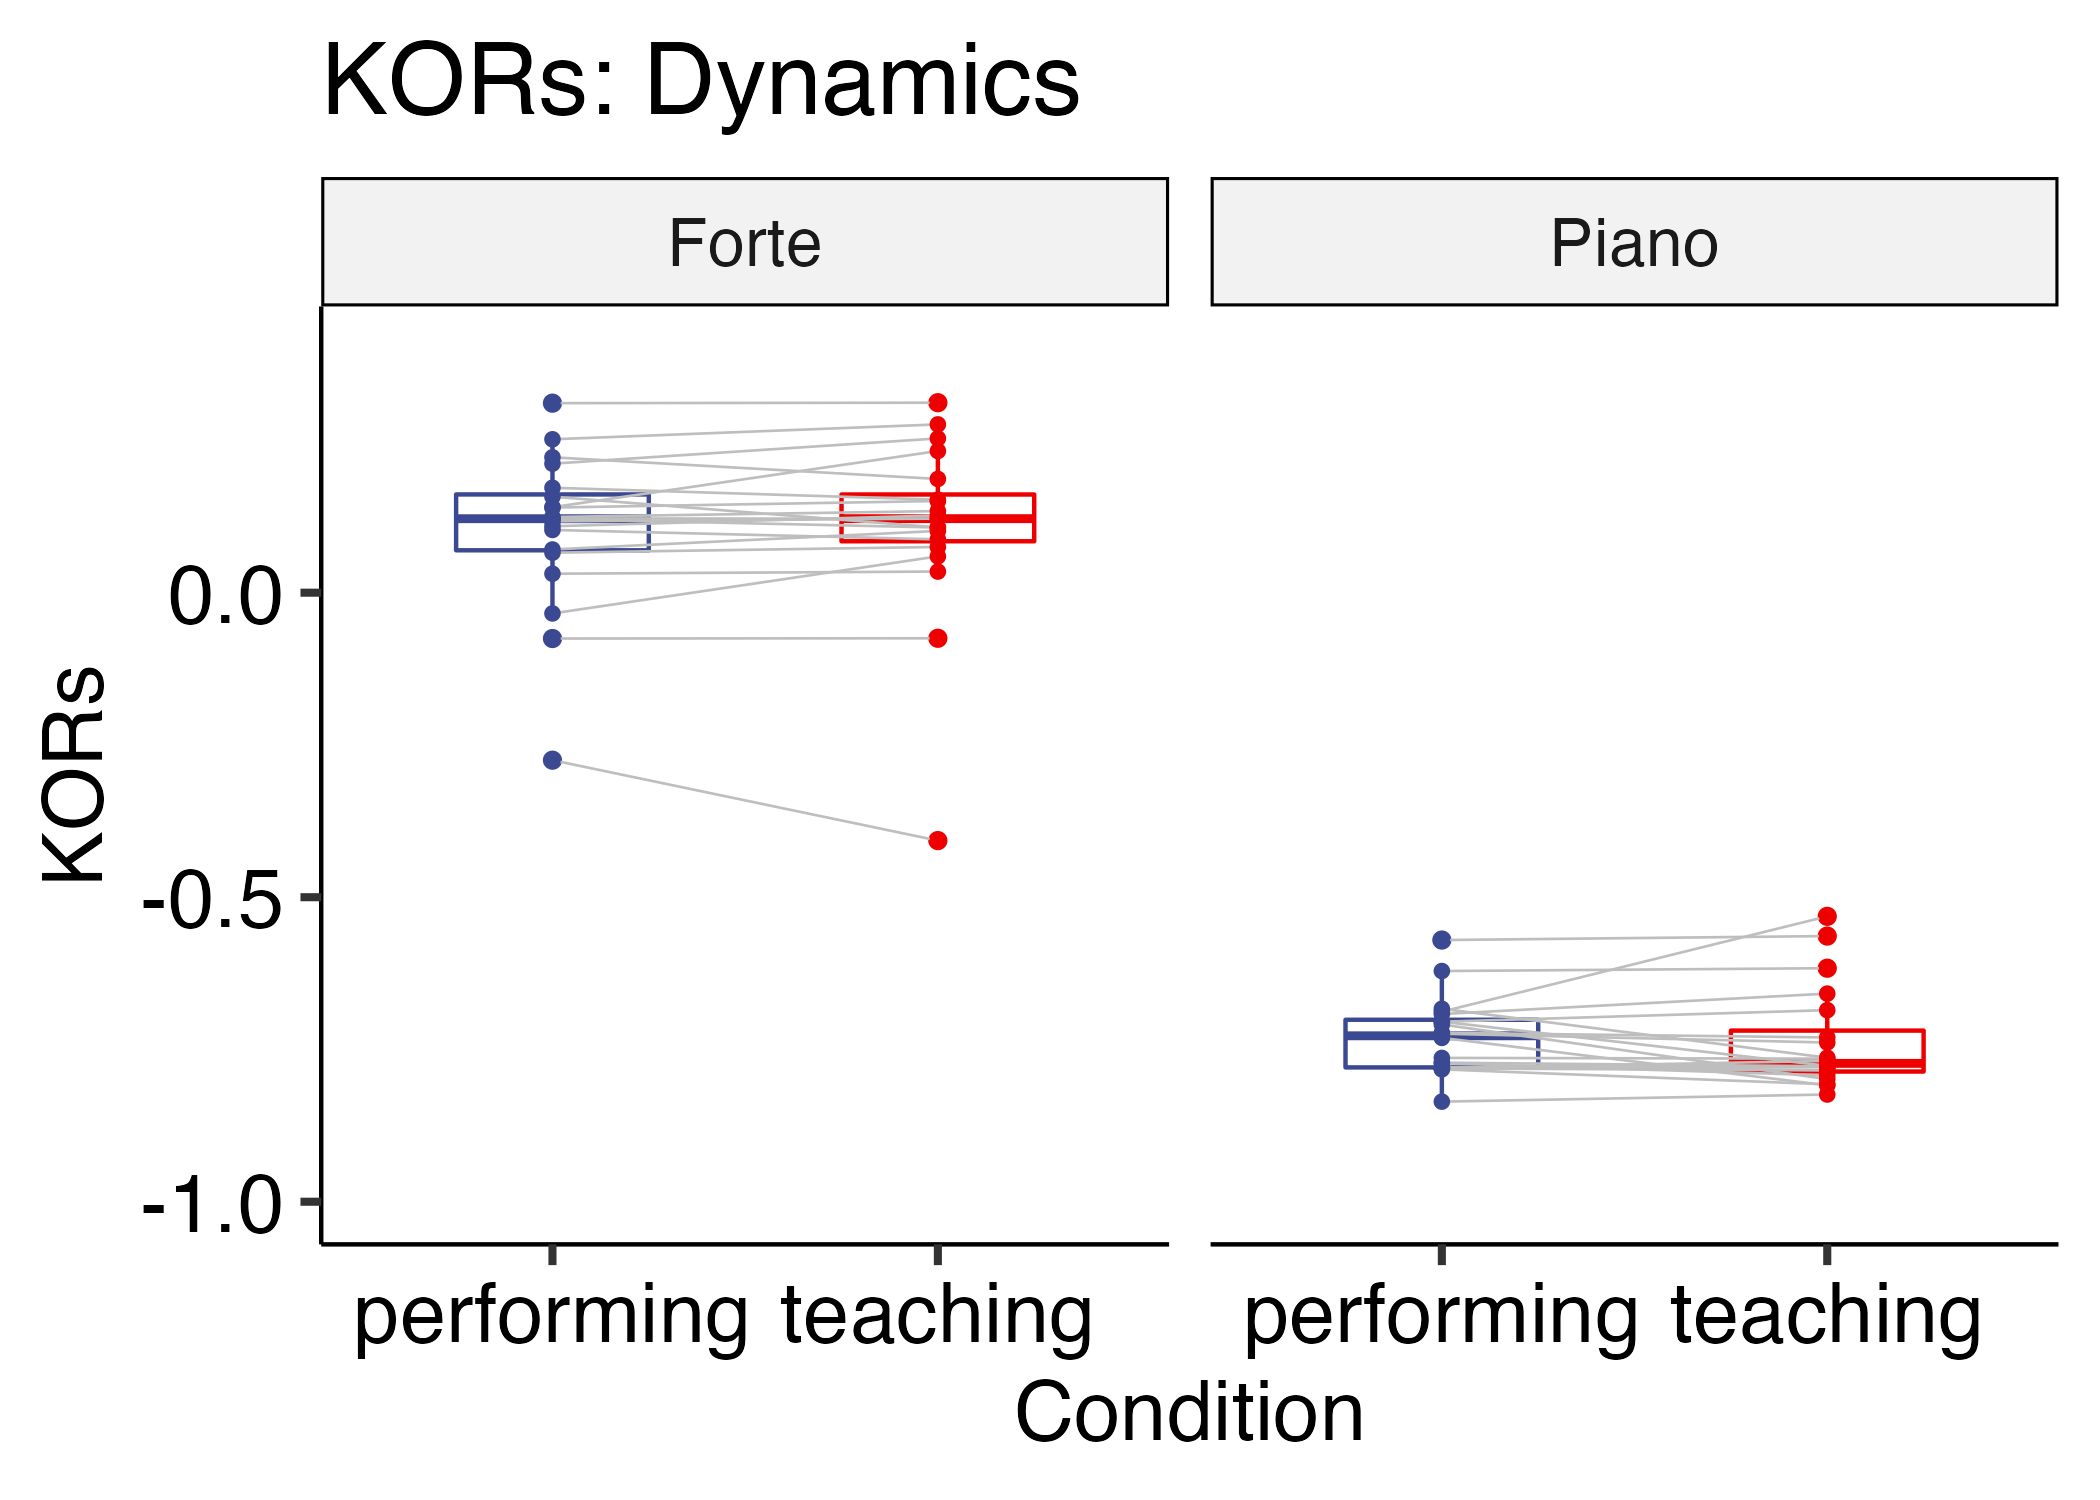 KORs: Dynamics
Forte
Piano
0.0
-0.5
-1.0
KORs
performing teaching
performing teaching
Condition